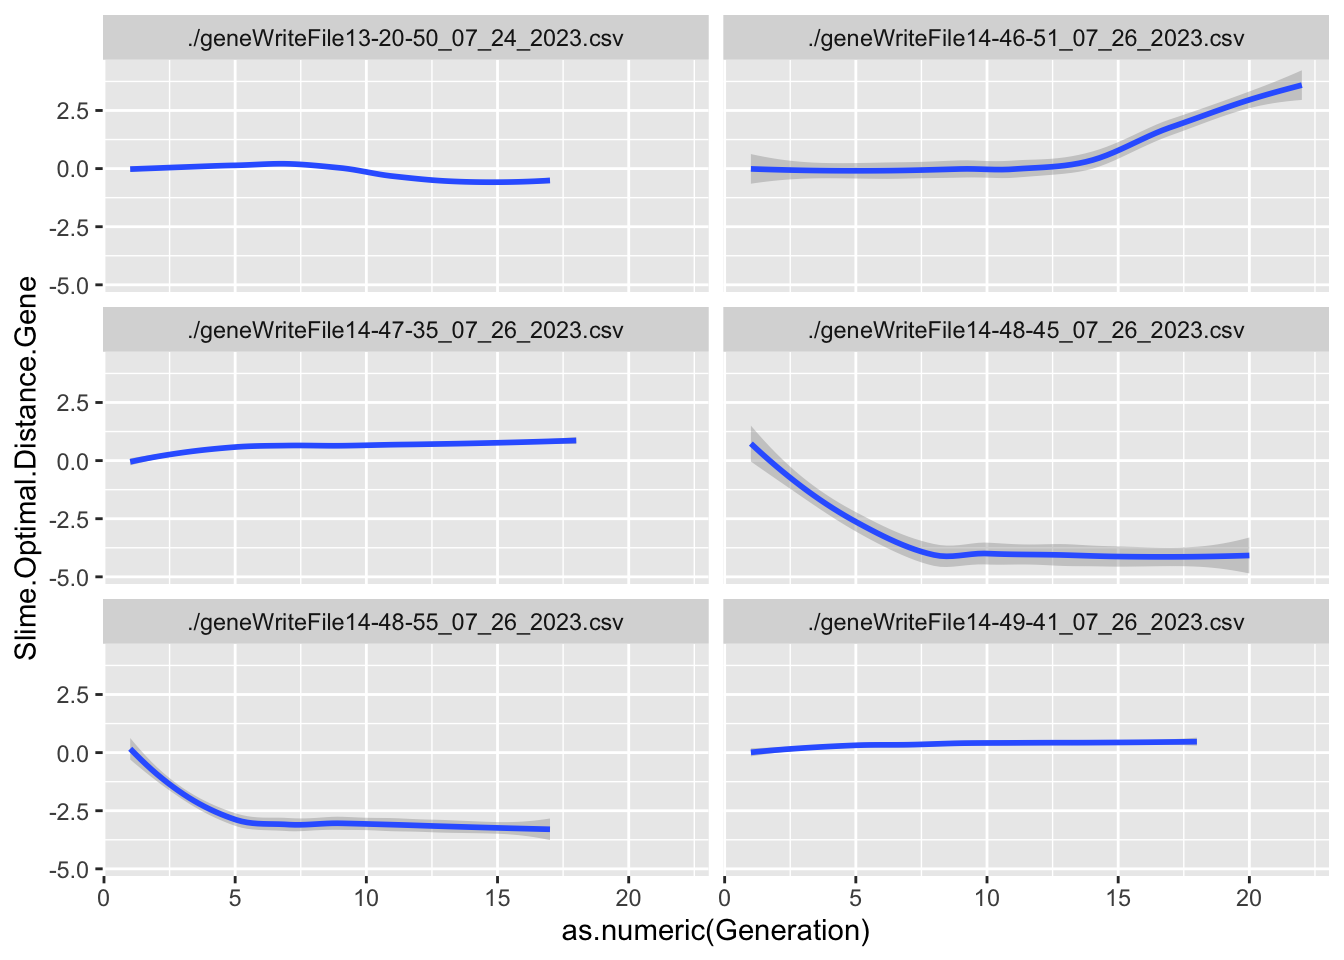 ./geneWriteFile13-20-50_07_24_2023.csv
./geneWriteFile14-46-51_07_26_2023.csv
2.5
0.0
-2.5
-5.0
./geneWriteFile14-47-35_07_26_2023.csv
./geneWriteFile14-48-45_07_26_2023.csv
2.5
0.0
-2.5
-5.0
Slime.Optimal.Distance.Gene
./geneWriteFile14-48-55_07_26_2023.csv
./geneWriteFile14-49-41_07_26_2023.csv
2.5
0.0
-2.5
-5.0
0 5 10 15 20
0 5 10 15 20
as.numeric(Generation)